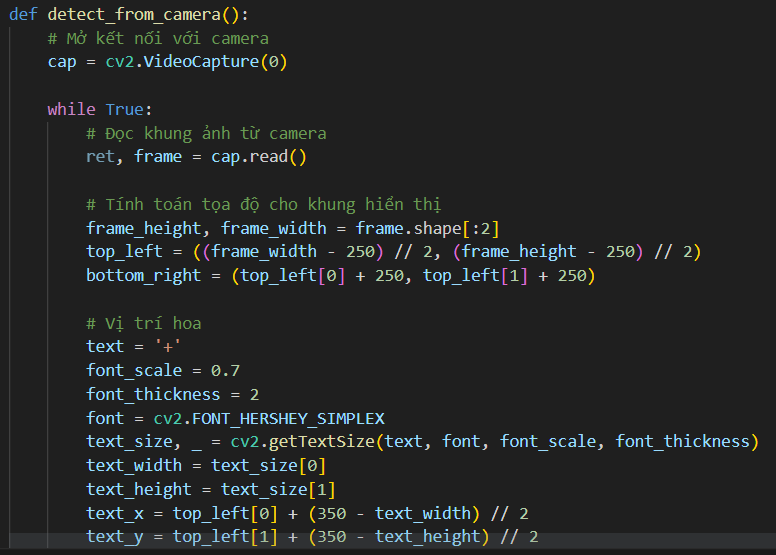 def detect_from_camera():
# Mở kết nối với camera
cap = cv2.VideoCapture(0)
while True:
# Đọc khung ảnh từ camera
ret, frame = cap.read()
# Tính toán tọa độ cho khung hiển thị
frame_height, frame_width = frame.shape[:2]
top_left = ((frame_width - 250) // 2, (frame_height - 250) // 2)
bottom_right = (top_left[0] + 250, top_left[1] + 250)
# Vị trí hoa
text = '+'
font_scale = 0.7
font_thickness = 2
font = cv2.FONT_HERSHEY_SIMPLEX
text_size, _ = cv2.getTextSize(text, font, font_scale, font_thickness)
text_width = text_size[0]
text_height = text_size[1]
text_x = top_left[0] + (350 - text_width) // 2
text_y = top_left[1] + (350 - text_height) // 2